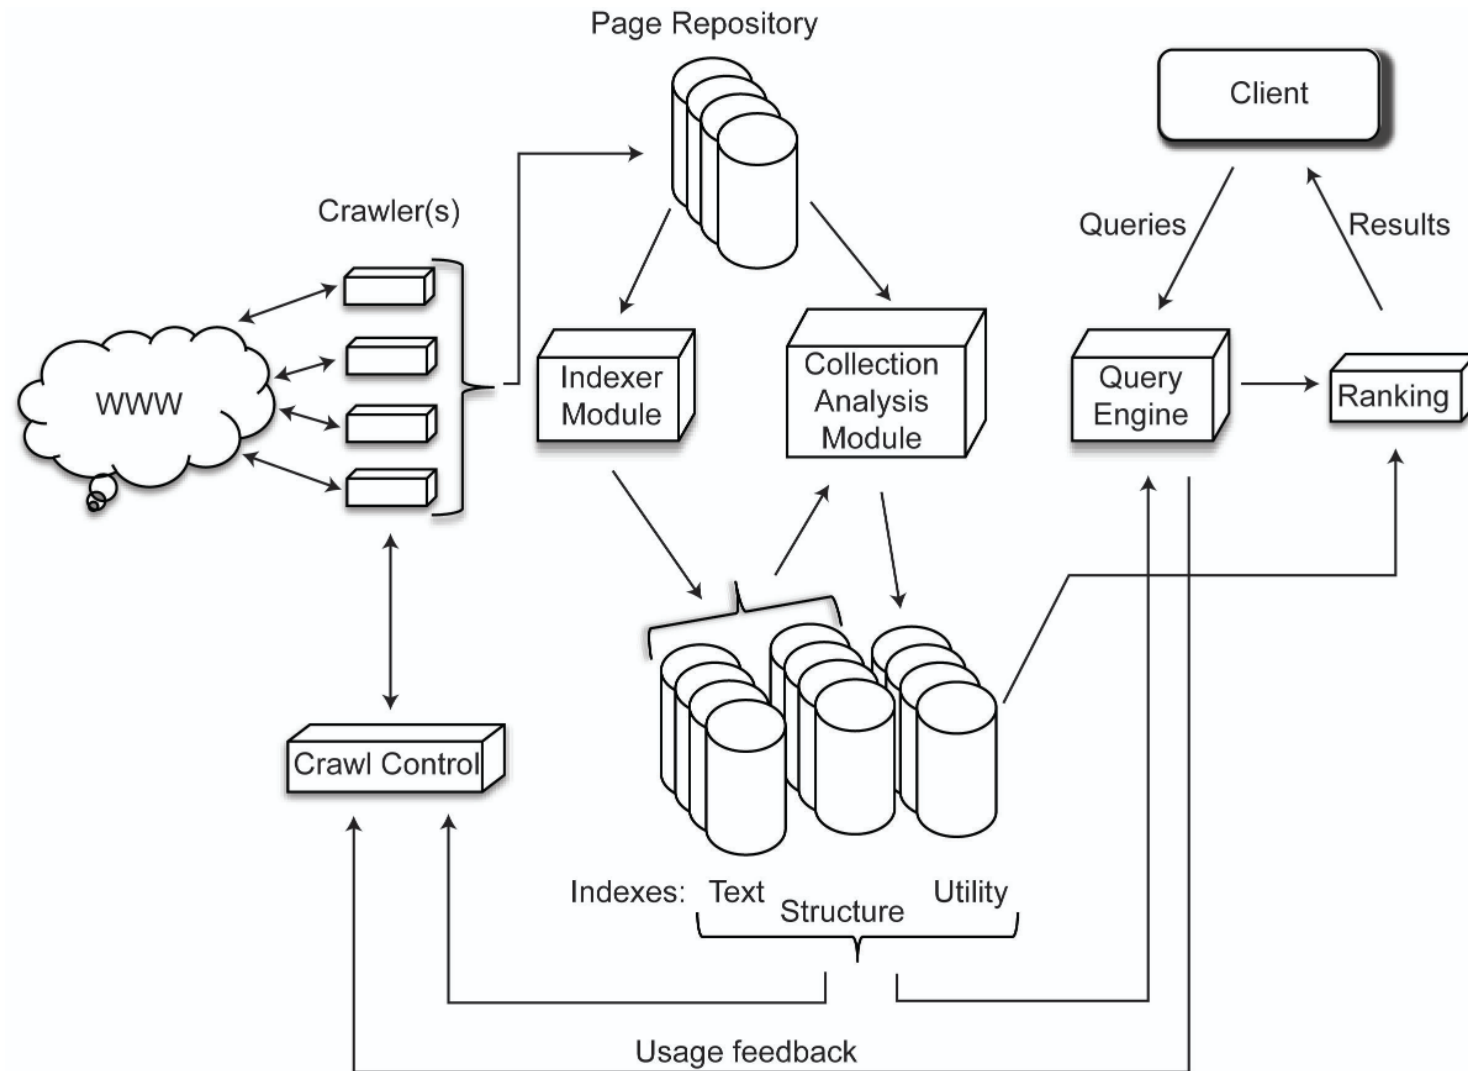 Page Repository
Client
Crawler(s)
Queries
Results
WWW
Indexer
Module
Collection
Analysis
Module
Query
Engine
Ranking
Crawl Control
Indexes: Text
Structure
Utility
Usage feedback